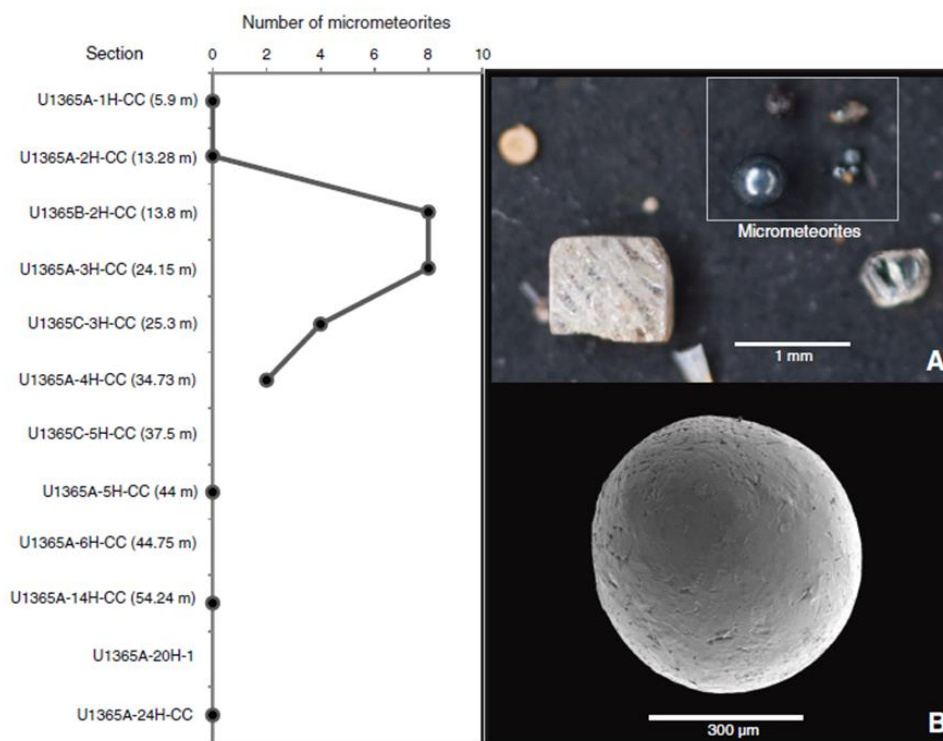 Number of micrometeorites
Section
0 2 4 6 8 10
U1365A-1H-CC (5.9 m)
U1365A-2H-CC (13.28 m)
U1365B-2H-CC (13.8 m)
U1365A-3H-CC (24.15 m)
U1365C-3H-CC (25.3 m)
U1365A-4H-CC (34.73 m)
U1365C-5H-CC (37.5 m)
U1365A-5H-CC (44 m)
U1365A-6H-CC (44.75 m)
U1365A-14H-CC (54.24 m)
U1365A-20H-1
U1365A-24H-CC
Micrometeorites
1 mm
A
300 µm
B